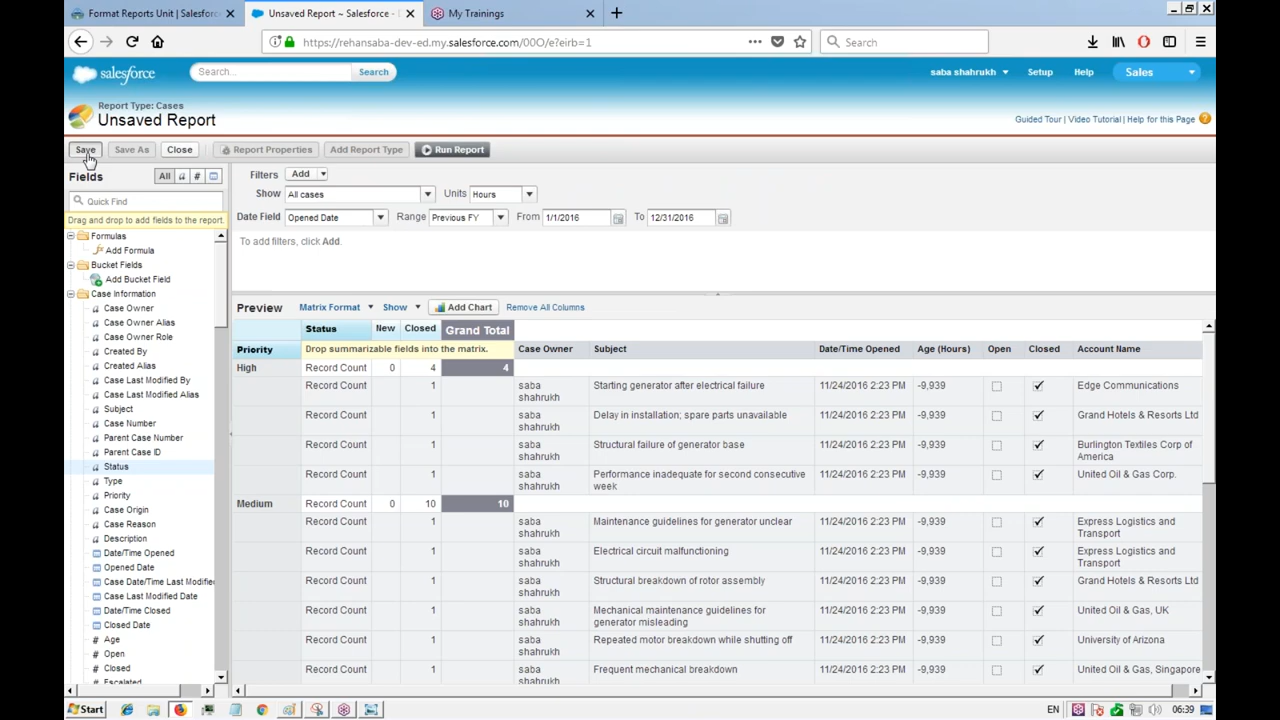 Format Reports Unit | Salesforc
Unsaved Report ~ Salesforce -
My Trainings
https://rehansaba-dev-ed.my.salesforce.com/00O/e?eirb=1
Search
salesforce
Search...
Search
saba shahrukh
Setup
Help
Sales
Report Type: Cases
Unsaved Report
Guided Tour | Video Tutorial | Help for this Page
Save
Save As
Close
Report Properties
Add Report Type
Run Report
Fields
All
a
#
Quick Find
Drag and drop to add fields to the report.
Formulas
Add Formula
Bucket Fields
Add Bucket Field
Case Information
a Case Owner
a Case Owner Alias
a Case Owner Role
a Created By
a Created Alias
a Case Last Modified By
a Case Last Modified Alias
a Subject
a Case Number
a Parent Case Number
a Parent Case ID
a Status
a Type
a Priority
a Case Origin
a Case Reason
a Description
Date/Time Opened
Opened Date
Case Date/Time Last Modifie
Case Last Modified Date
Date/Time Closed
Closed Date
# Age
# Open
# Closed
# Escalated
Filters Add
Show All cases Units Hours
Date Field Opened Date Range Previous FY From 1/1/2016 To 12/31/2016
To add filters, click Add.
Preview Matrix Format Show Add Chart Remove All Columns
Status New Closed Grand Total
Priority Drop summarizable fields into the matrix. Case Owner Subject Date/Time Opened Age (Hours) Open Closed Account Name
High Record Count 0 4 4
Record Count 1 saba shahrukh Starting generator after electrical failure 11/24/2016 2:23 PM -9,939 Edge Communications
Record Count 1 saba shahrukh Delay in installation; spare parts unavailable 11/24/2016 2:23 PM -9,939 Grand Hotels & Resorts Ltd
Record Count 1 saba shahrukh Structural failure of generator base 11/24/2016 2:23 PM -9,939 Burlington Textiles Corp of America
Record Count 1 saba shahrukh Performance inadequate for second consecutive week 11/24/2016 2:23 PM -9,939 United Oil & Gas Corp.
Medium Record Count 0 10 10
Record Count 1 saba shahrukh Maintenance guidelines for generator unclear 11/24/2016 2:23 PM -9,939 Express Logistics and Transport
Record Count 1 saba shahrukh Electrical circuit malfunctioning 11/24/2016 2:23 PM -9,939 Express Logistics and Transport
Record Count 1 saba shahrukh Structural breakdown of rotor assembly 11/24/2016 2:23 PM -9,939 Grand Hotels & Resorts Ltd
Record Count 1 saba shahrukh Mechanical maintenance guidelines for generator misleading 11/24/2016 2:23 PM -9,939 United Oil & Gas, UK
Record Count 1 saba shahrukh Repeated motor breakdown while shutting off 11/24/2016 2:23 PM -9,939 University of Arizona
Record Count 1 saba shahrukh Frequent mechanical breakdown 11/24/2016 2:23 PM -9,939 United Oil & Gas, Singapore
Start
EN
06:39